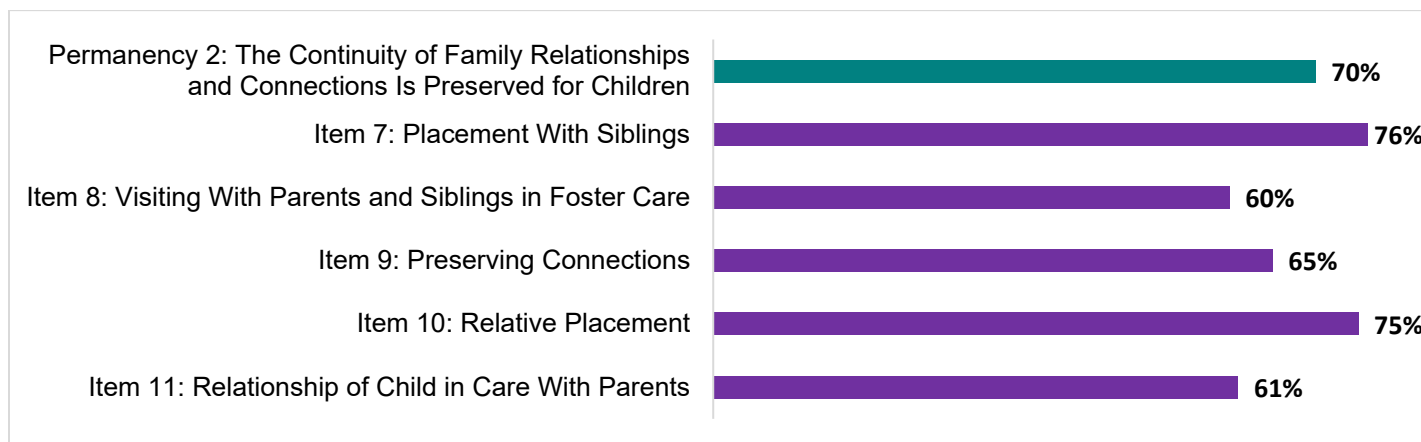 Permanency 2: The Continuity of Family Relationships
and Connections Is Preserved for Children
70%
Item 7: Placement With Siblings
76%
Item 8: Visiting With Parents and Siblings in Foster Care
60%
Item 9: Preserving Connections
65%
Item 10: Relative Placement
75%
Item 11: Relationship of Child in Care With Parents
61%